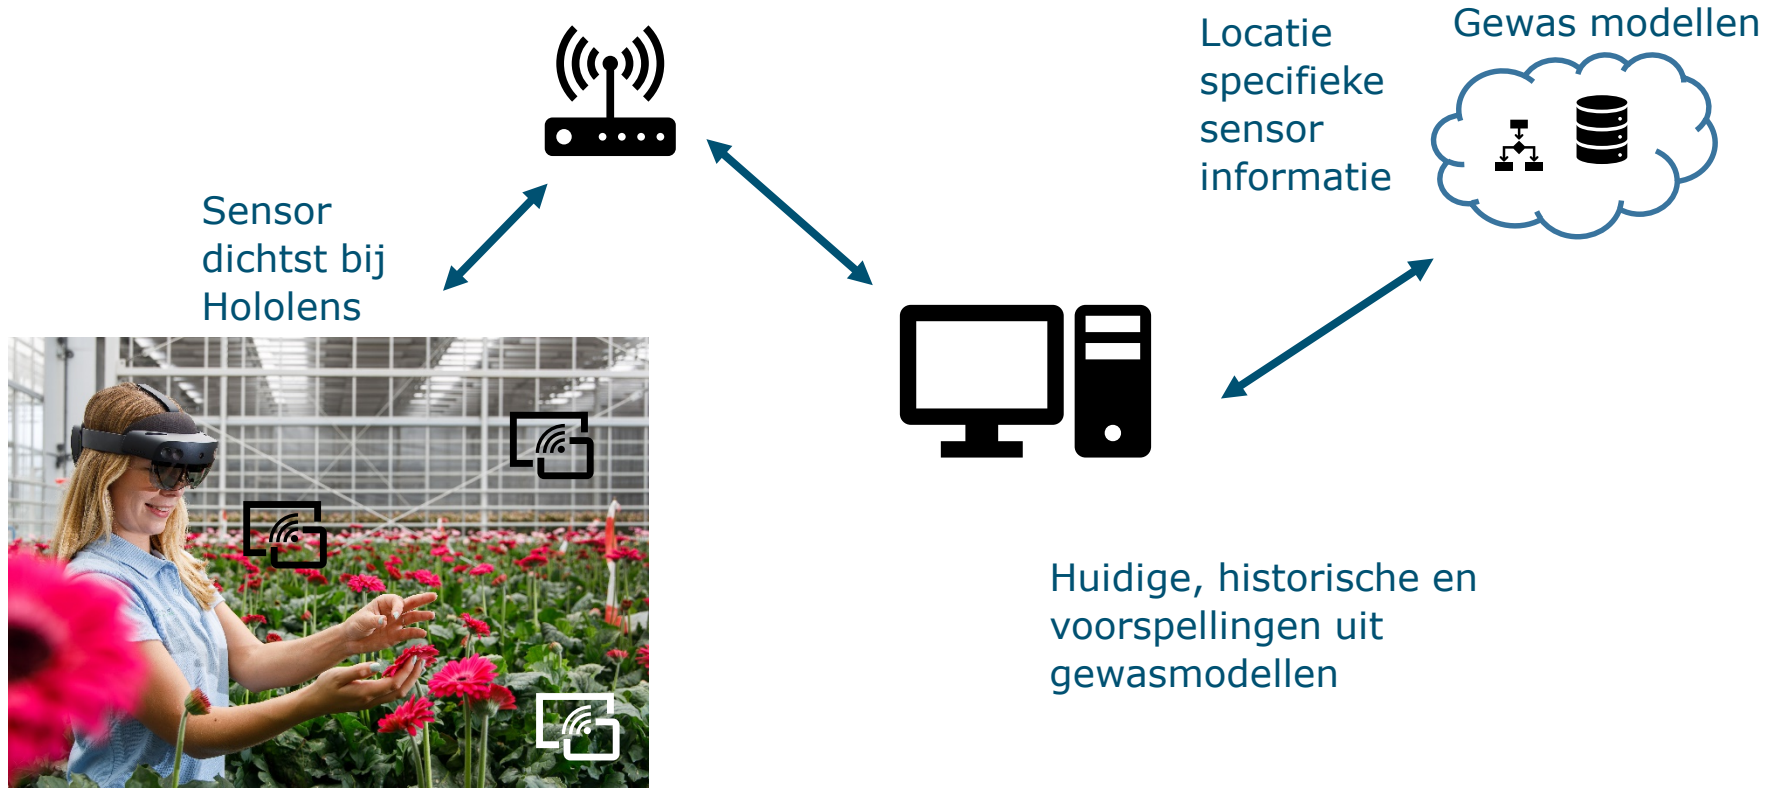 Gewas modellen
Locatie
specifieke
sensor
informatie
Sensor
dichtst bij
Hololens
Huidige, historische en
voorspellingen uit
gewasmodellen